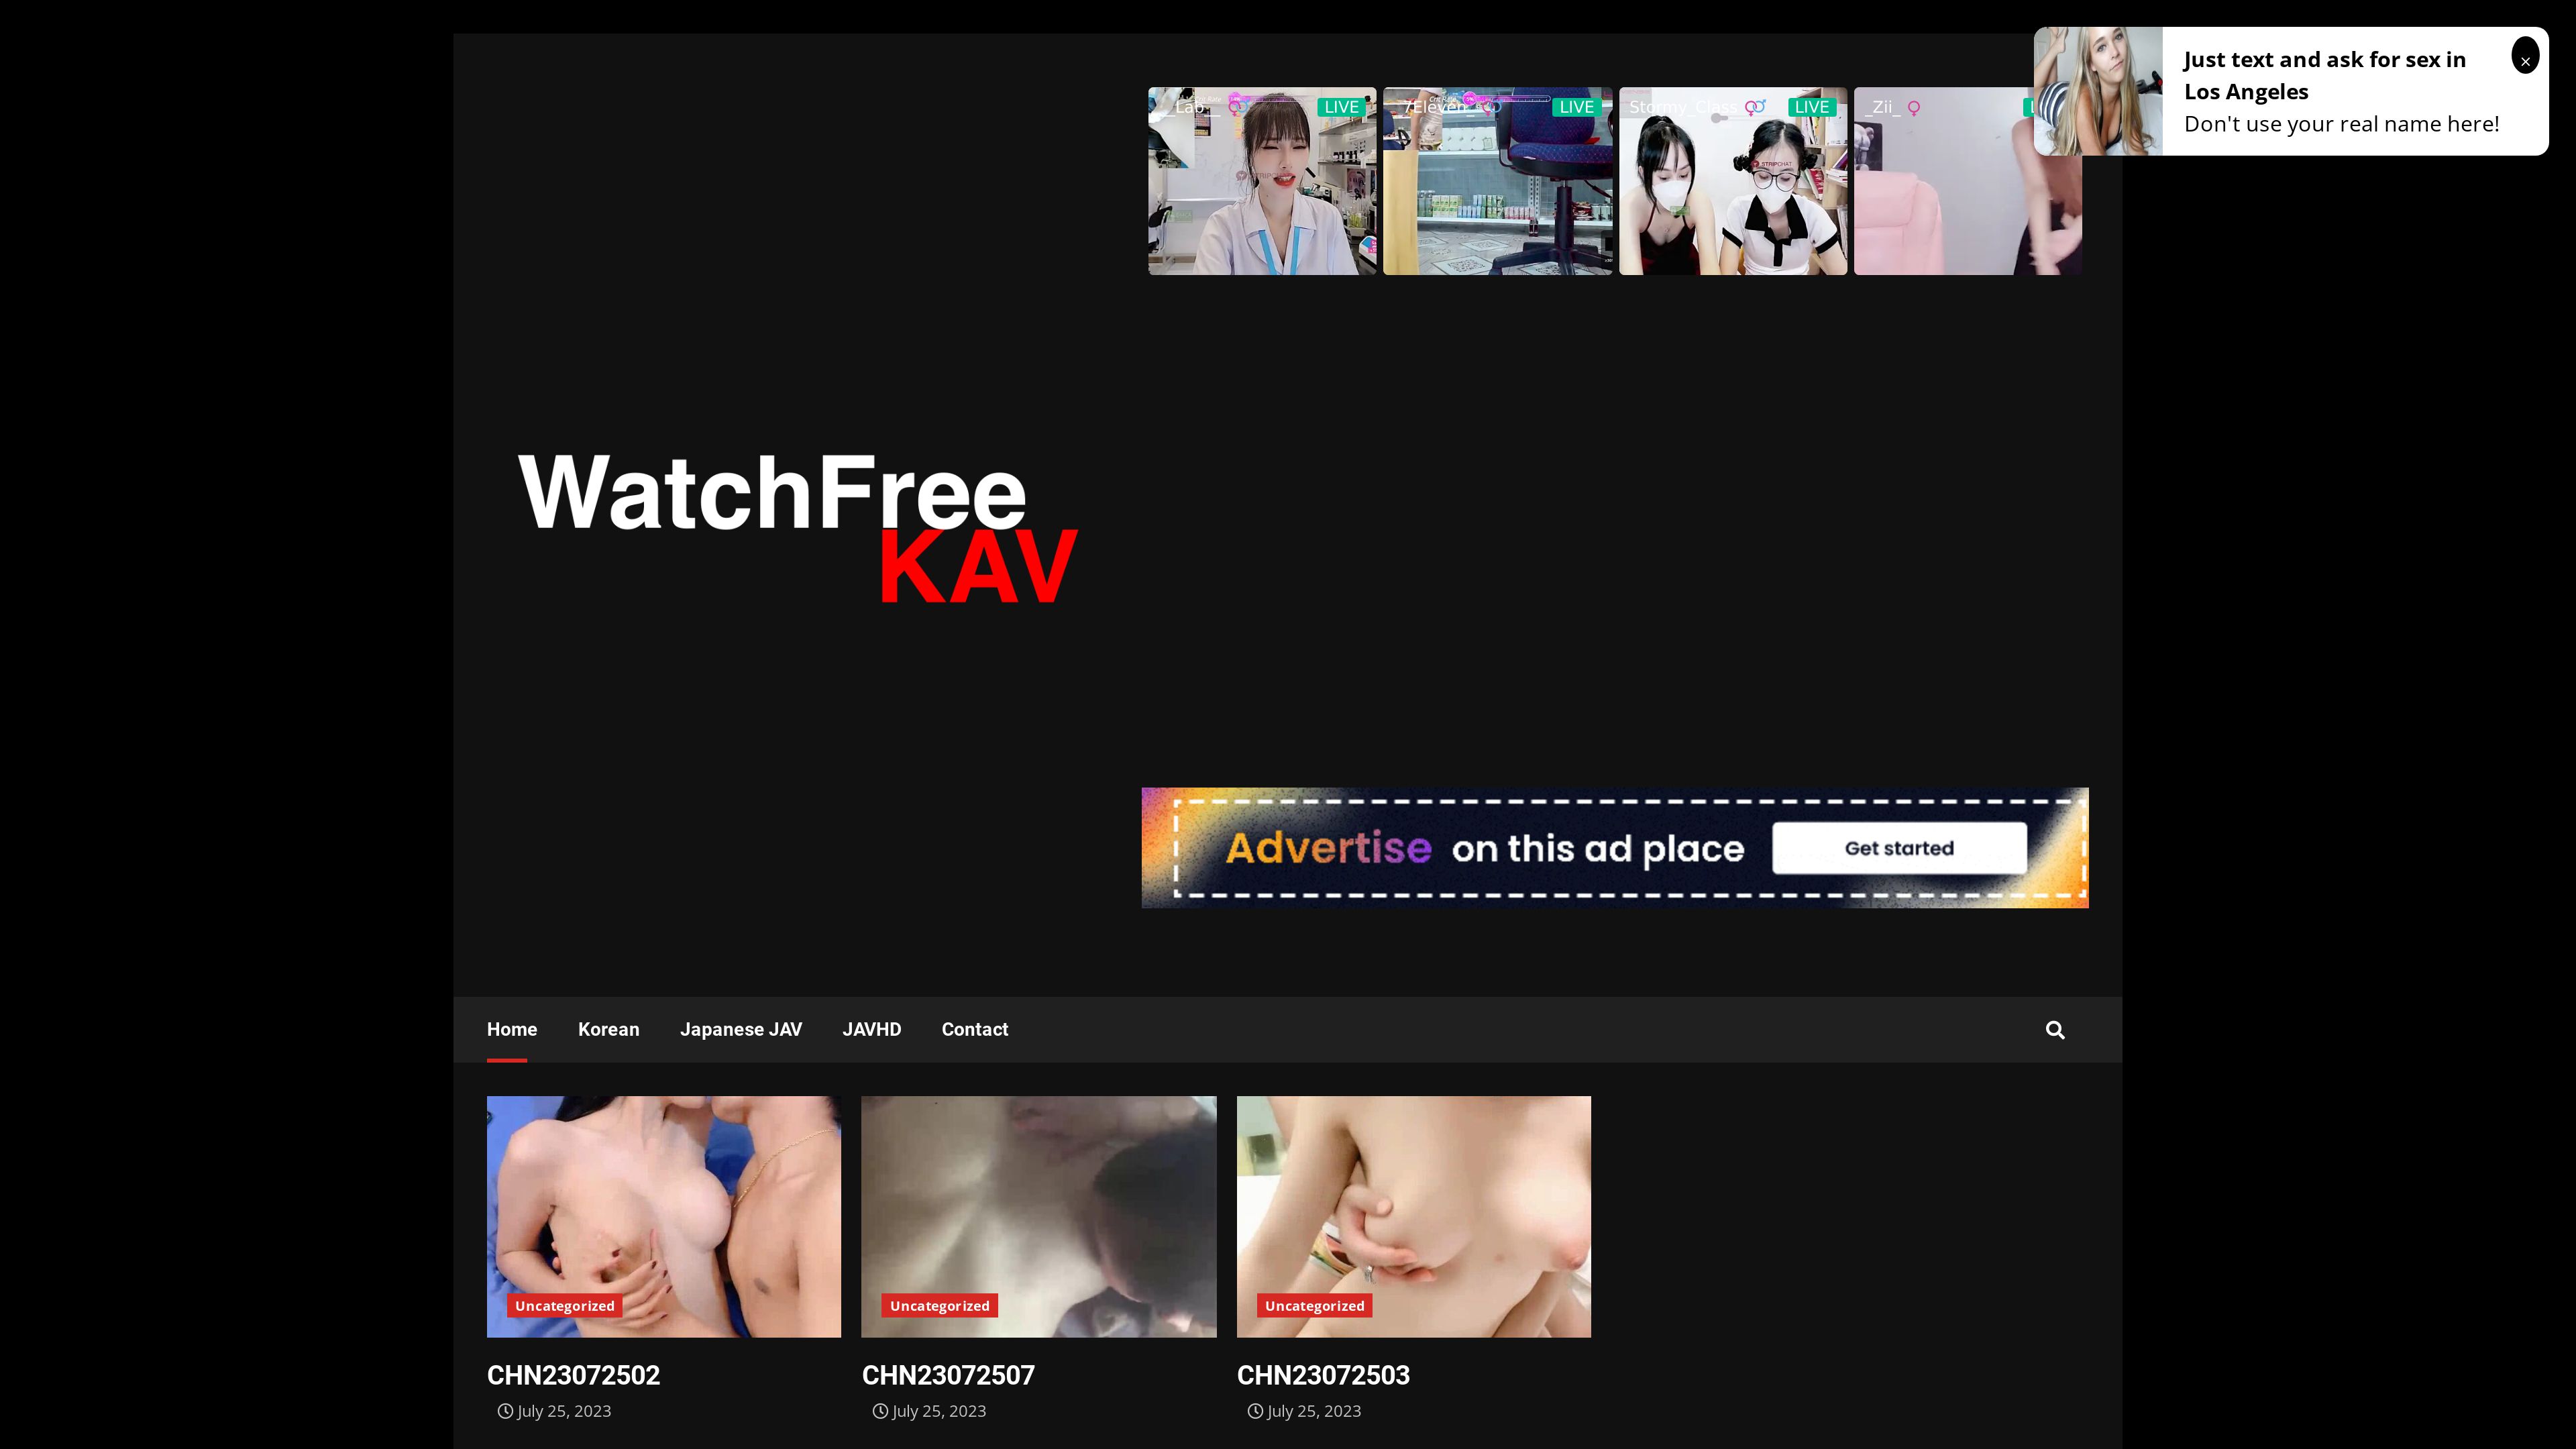 Just text and ask for sex in
Los Angeles
Don't use your real name here!
×
LIVE
7Eleven_
LIVE
Stormy_Class
LIVE
_Zii_
STRIPCHAT
WatchFree
KAV
Advertise on this ad place
Get started
Home
Korean
Japanese JAV
JAVHD
Contact
Uncategorized
Uncategorized
Uncategorized
CHN23072502
CHN23072507
CHN23072503
July 25, 2023
July 25, 2023
July 25, 2023